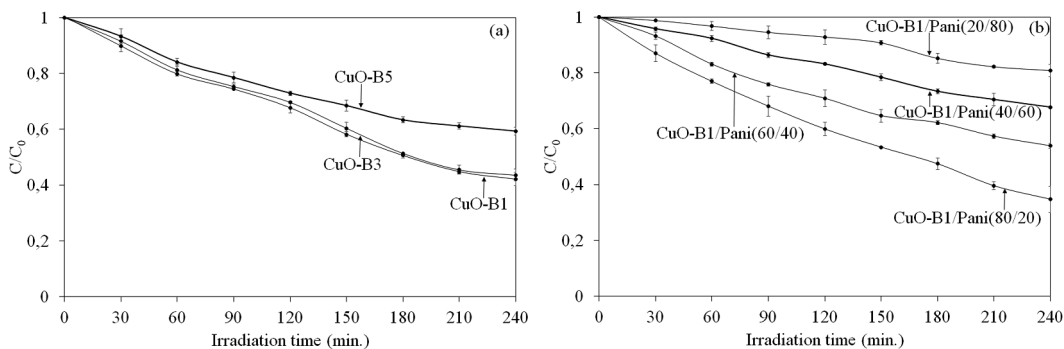 1
(a)
0,8
CuO-B5
0,6
C/C0
CuO-B3
0,4
CuO-B1
0,2
0
0 30 60 90 120 150 180 210 240
Irradiation time (min.)
1
(b)
CuO-B1/Pani(20/80)
0,8
CuO-B1/Pani(40/60)
0,6
CuO-B1/Pani(60/40)
C/C0
0,4
CuO-B1/Pani(80/20)
0,2
0
0 30 60 90 120 150 180 210 240
Irradiation time (min.)